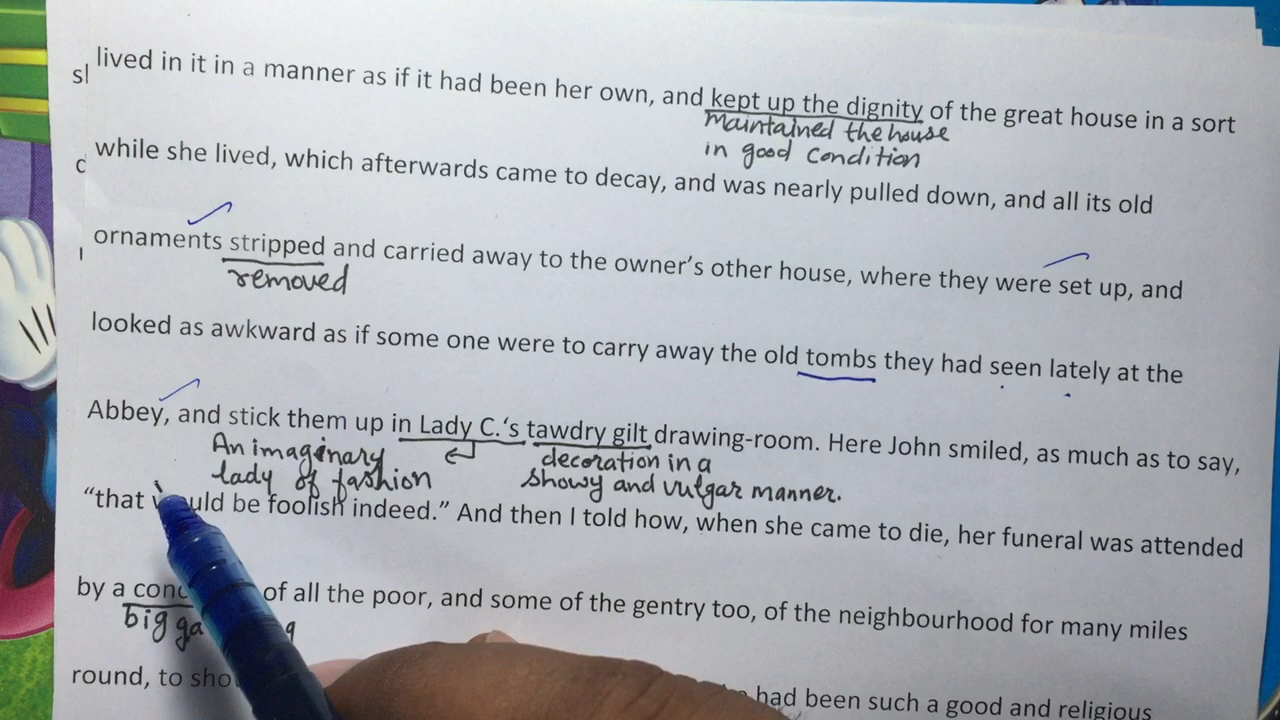 lived in it in a manner as if it had been her own, and kept up the dignity of the great house in a sort
sl
Maintained the house
in good condition
while she lived, which afterwards came to decay, and was nearly pulled down, and all its old
ornaments stripped and carried away to the owner's other house, where they were set up, and
removed
looked as awkward as if some one were to carry away the old tombs they had seen lately at the
Abbey, and stick them up in Lady C.'s tawdry gilt drawing-room. Here John smiled, as much as to say,
An imaginary
lady of fashion
decoration in a
showy and vulgar manner.
"that be foolish indeed." And then I told how, when she came to die, her funeral was attended
by a of all the poor, and some of the gentry too, of the neighbourhood for many miles
big
round, to had been such a good and religious